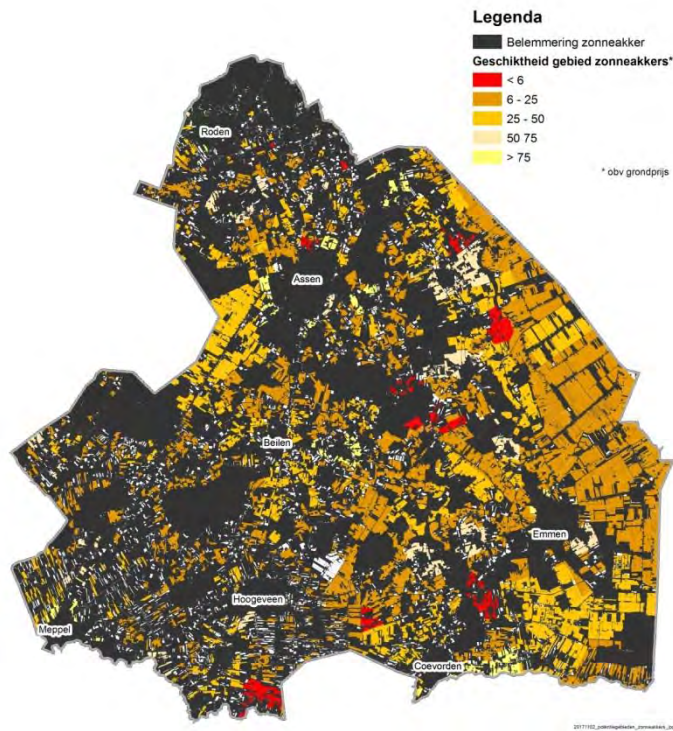 Legenda
Belemmering zonneakker
Geschiktheid gebied zonneakkers*
< 6
6 - 25
25 - 50
50 75
> 75
* obv grondprijs
Roden
Assen
Beilen
Emmen
Hoogeveen
Meppel
Coevorden